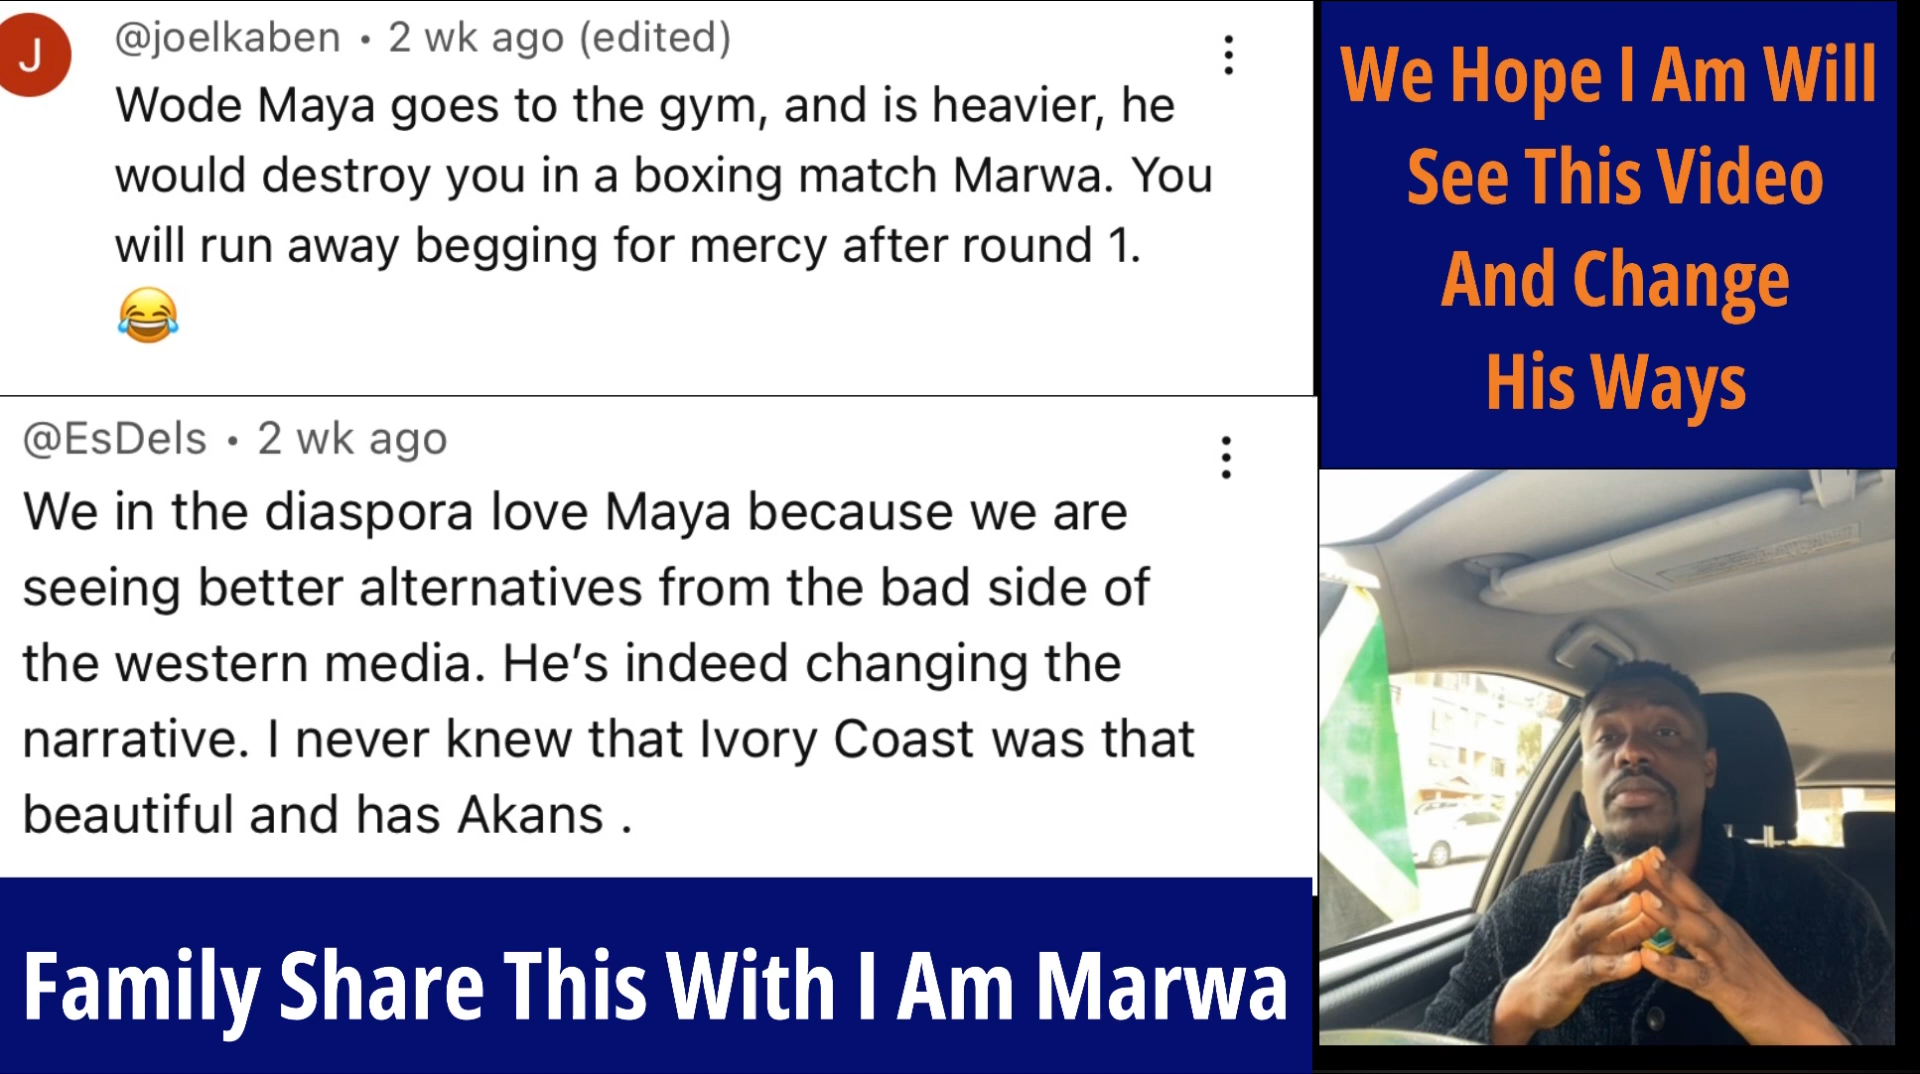 J
@joelkaben • 2 wk ago (edited)
Wode Maya goes to the gym, and is heavier, he
would destroy you in a boxing match Marwa. You
will run away begging for mercy after round 1.
😂
@EsDels • 2 wk ago
We in the diaspora love Maya because we are
seeing better alternatives from the bad side of
the western media. He’s indeed changing the
narrative. I never knew that Ivory Coast was that
beautiful and has Akans .
Family Share This With I Am Marwa
We Hope I Am Will
See This Video
And Change
His Ways